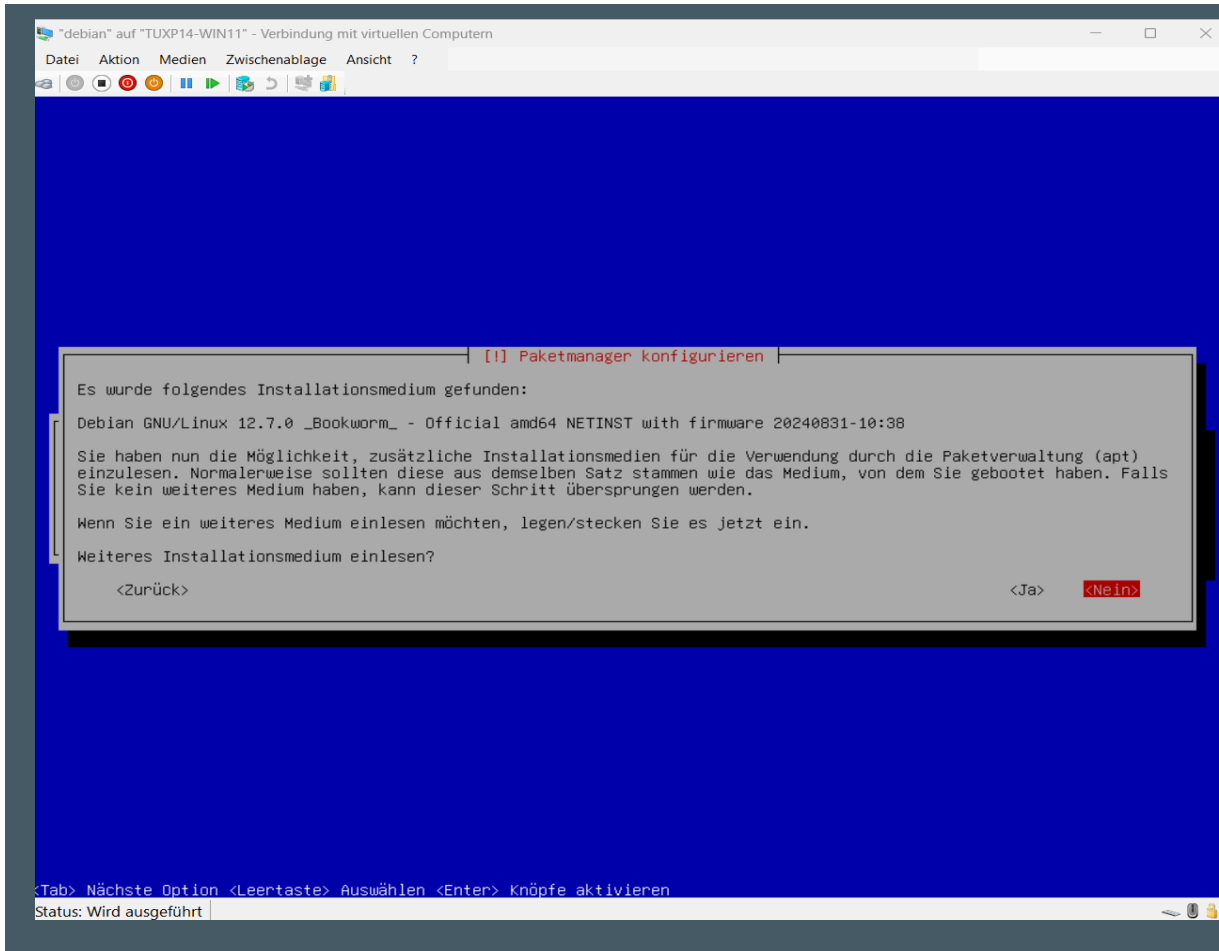 "debian" auf "TUXP14-WIN11" - Verbindung mit virtuellen Computern
Datei Aktion Medien Zwischenablage Ansicht ?
[!] Paketmanager konfigurieren
Es wurde folgendes Installationsmedium gefunden:
Debian GNU/Linux 12.7.0 _Bookworm_ - Official amd64 NETINST with firmware 20240831-10:38
Sie haben nun die Möglichkeit, zusätzliche Installationsmedien für die Verwendung durch die Paketverwaltung (apt)
einzulesen. Normalerweise sollten diese aus demselben Satz stammen wie das Medium, von dem Sie gebootet haben. Falls
Sie kein weiteres Medium haben, kann dieser Schritt übersprungen werden.
Wenn Sie ein weiteres Medium einlesen möchten, legen/stecken Sie es jetzt ein.
Weiteres Installationsmedium einlesen?
<Zurück> <Ja> <Nein>
<Tab> Nächste Option <Leertaste> Auswählen <Enter> Knöpfe aktivieren
Status: Wird ausgeführt